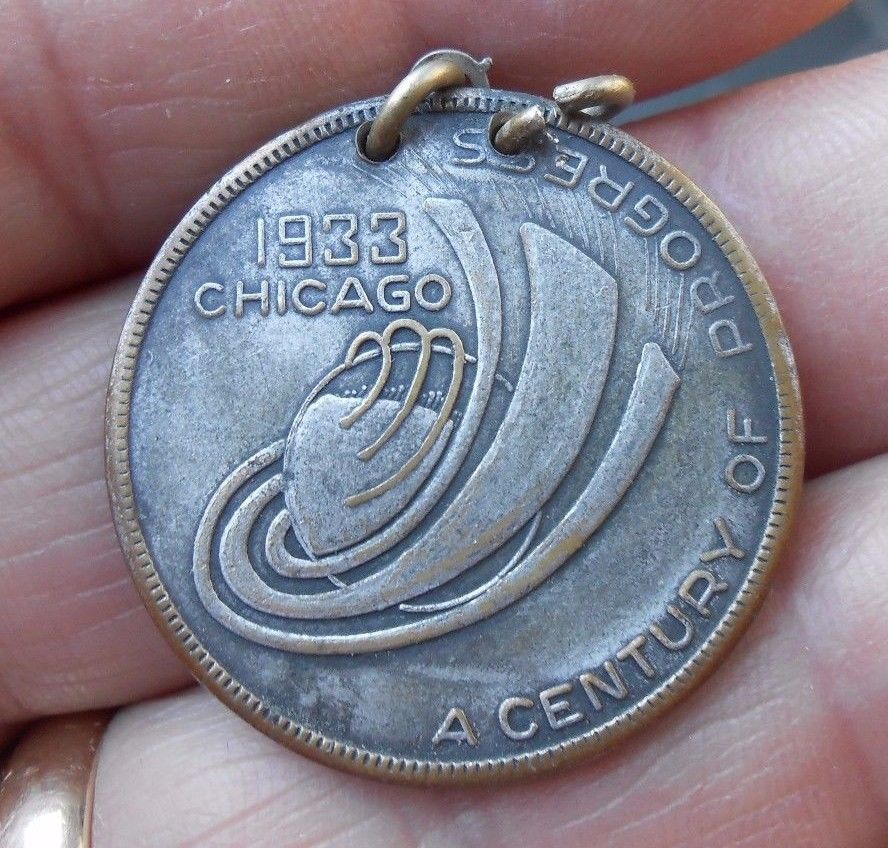 1933
CHICAGO
A CENTURY OF PROGRESS